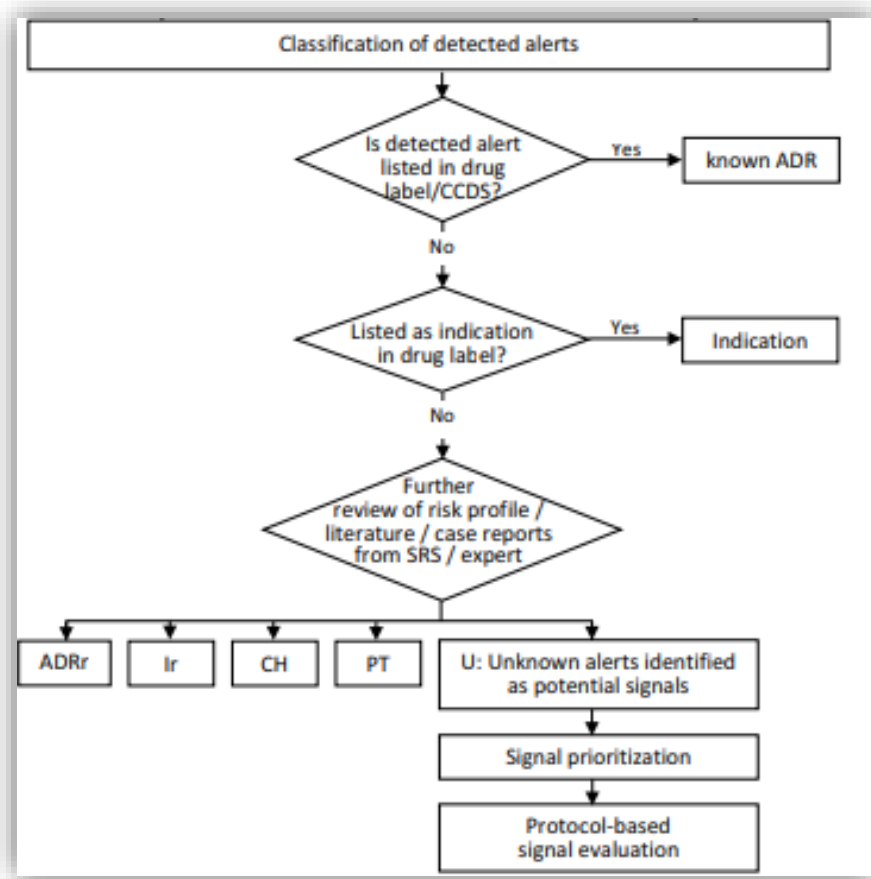 Classification of detected alerts
Is detected alert
listed in drug
label/CCDS?
Yes
known ADR
No
Listed as indication
in drug label?
Yes
Indication
No
Further
review of risk profile /
literature / case reports
from SRS / expert
ADRr
Ir
CH
PT
U: Unknown alerts identified
as potential signals
Signal prioritization
Protocol-based
signal evaluation